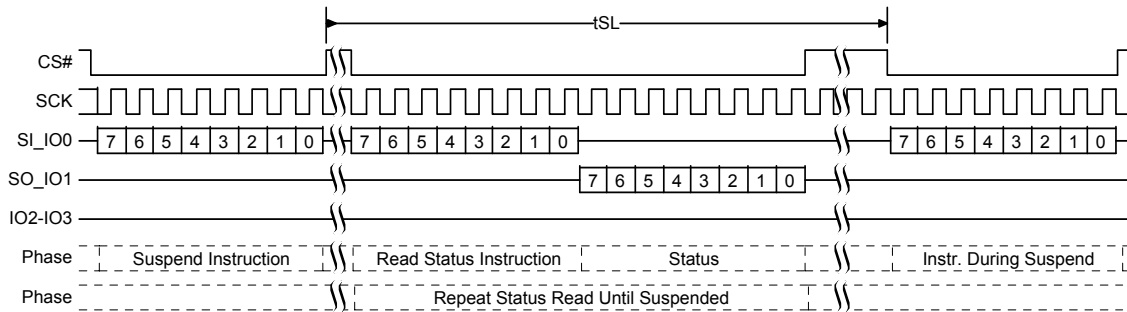 tSL
CS#
SCK
SI_IO0 7 6 5 4 3 2 1 0 7 6 5 4 3 2 1 0 7 6 5 4 3 2 1 0
SO_IO1 7 6 5 4 3 2 1 0
IO2-IO3
Phase Suspend Instruction Read Status Instruction Status Instr. During Suspend
Phase Repeat Status Read Until Suspended